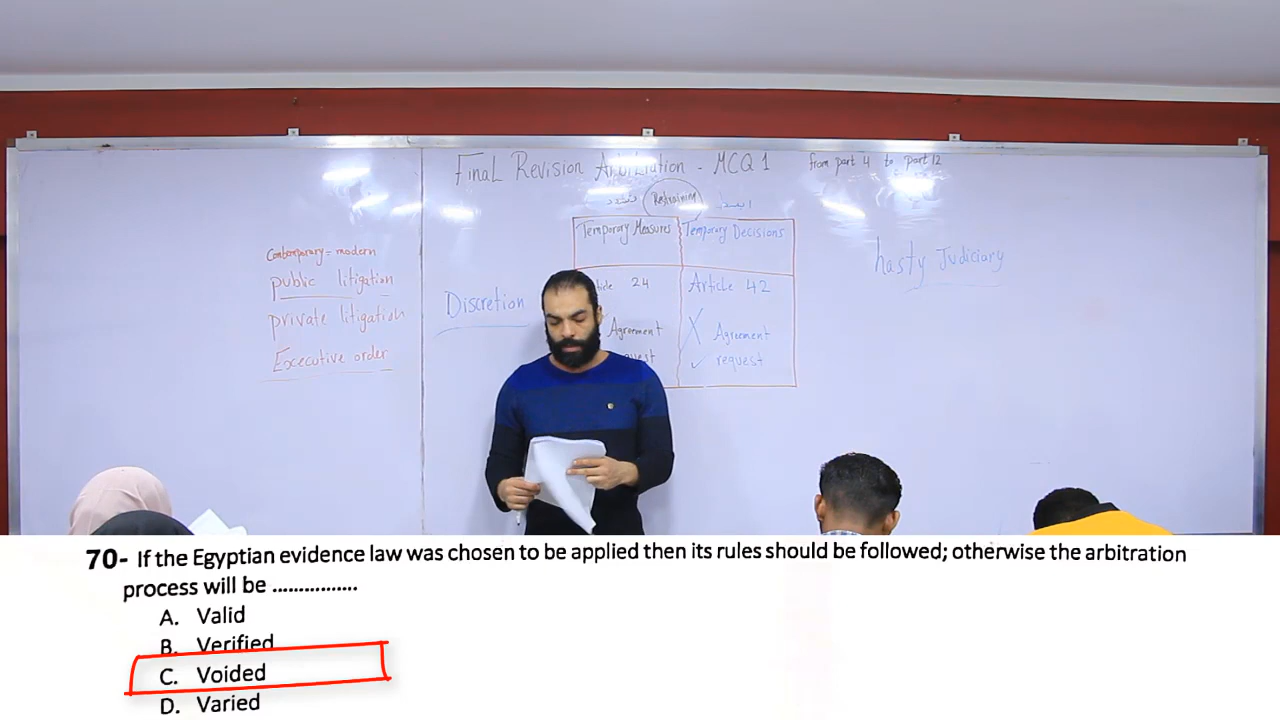 Final Revision Arbitration - MCQ 1 from part 4 to part 12
Restraining
Temporary Measures
Temporary Decisions
Contemporary = modern
public litigation
private litigation
Executive order
Discretion
24
Agreement
Article 42
X Agreement
✓ request
hasty Judiciary
70- If the Egyptian evidence law was chosen to be applied then its rules should be followed; otherwise the arbitration
process will be ................
A. Valid
B. Verified
C. Voided
D. Varied